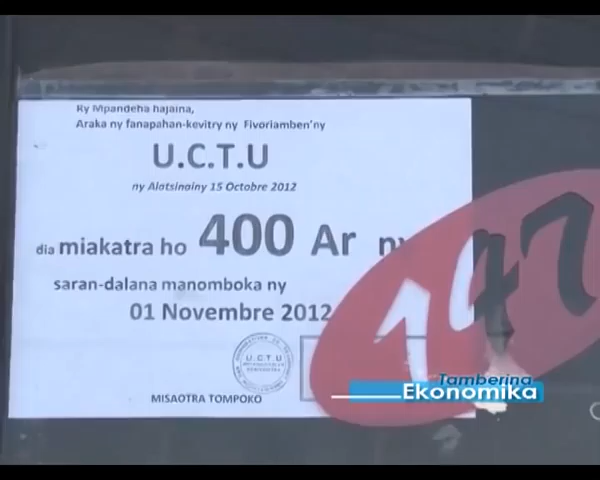 Ry Mpandeha hajaina,
Araka ny fanapahan-kevitry ny Fivoriamben'ny
U.C.T.U
ny Alatsinainy 15 Octobre 2012
dia miakatra ho 400 Ar ny
saran-dalana manomboka ny
01 Novembre 2012
147
U.C.T.U
MISAOTRA TOMPOKO
Tamberina
Ekonomika